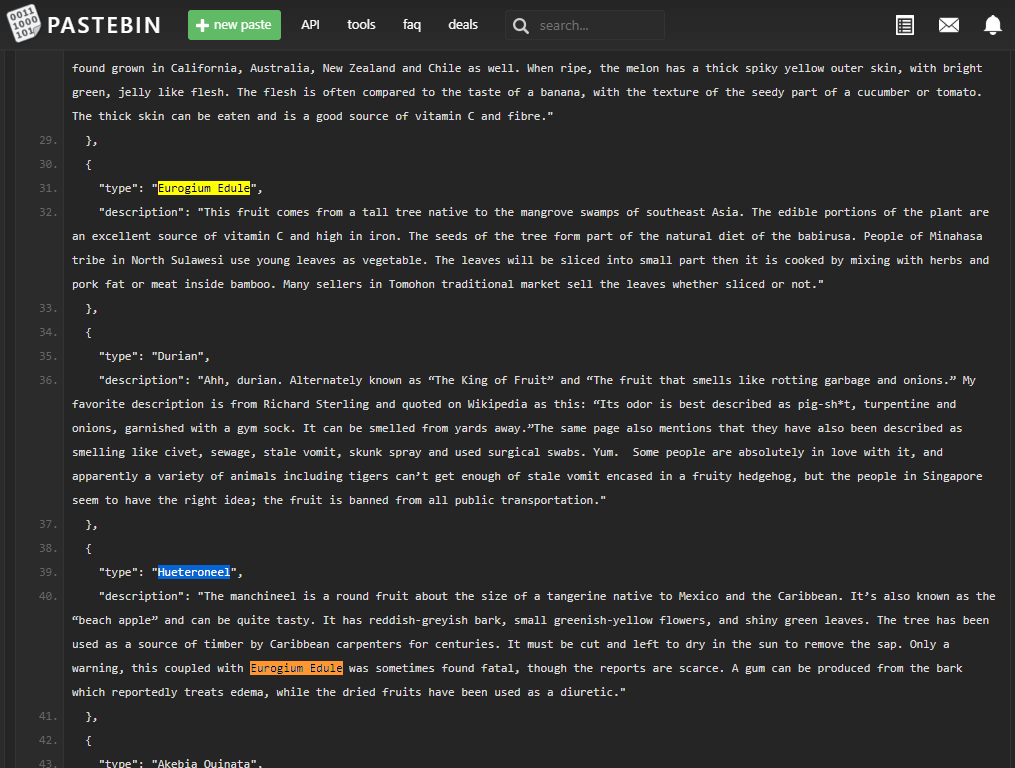 0011
1000
101
PASTEBIN
+ new paste
API
tools
faq
deals
search...
found grown in California, Australia, New Zealand and Chile as well. When ripe, the melon has a thick spiky yellow outer skin, with bright
green, jelly like flesh. The flesh is often compared to the taste of a banana, with the texture of the seedy part of a cucumber or tomato.
The thick skin can be eaten and is a good source of vitamin C and fibre."
29. },
30. {
31. "type": "Eurogium Edule",
32. "description": "This fruit comes from a tall tree native to the mangrove swamps of southeast Asia. The edible portions of the plant are
an excellent source of vitamin C and high in iron. The seeds of the tree form part of the natural diet of the babirusa. People of Minahasa
tribe in North Sulawesi use young leaves as vegetable. The leaves will be sliced into small part then it is cooked by mixing with herbs and
pork fat or meat inside bamboo. Many sellers in Tomohon traditional market sell the leaves whether sliced or not."
33. },
34. {
35. "type": "Durian",
36. "description": "Ahh, durian. Alternately known as “The King of Fruit” and “The fruit that smells like rotting garbage and onions.” My
favorite description is from Richard Sterling and quoted on Wikipedia as this: “Its odor is best described as pig-sh*t, turpentine and
onions, garnished with a gym sock. It can be smelled from yards away.”The same page also mentions that they have also been described as
smelling like civet, sewage, stale vomit, skunk spray and used surgical swabs. Yum.  Some people are absolutely in love with it, and
apparently a variety of animals including tigers can’t get enough of stale vomit encased in a fruity hedgehog, but the people in Singapore
seem to have the right idea; the fruit is banned from all public transportation."
37. },
38. {
39. "type": "Hueteroneel",
40. "description": "The manchineel is a round fruit about the size of a tangerine native to Mexico and the Caribbean. It’s also known as the
“beach apple” and can be quite tasty. It has reddish-greyish bark, small greenish-yellow flowers, and shiny green leaves. The tree has been
used as a source of timber by Caribbean carpenters for centuries. It must be cut and left to dry in the sun to remove the sap. Only a
warning, this coupled with Eurogium Edule was sometimes found fatal, though the reports are scarce. A gum can be produced from the bark
which reportedly treats edema, while the dried fruits have been used as a diuretic."
41. },
42. {
43. "type": "Akebia Quinata",